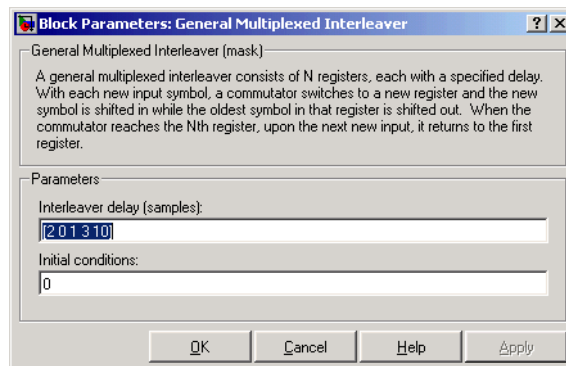 Block Parameters: General Multiplexed Interleaver
General Multiplexed Interleaver (mask)
A general multiplexed interleaver consists of N registers, each with a specified delay.
With each new input symbol, a commutator switches to a new register and the new
symbol is shifted in while the oldest symbol in that register is shifted out. When the
commutator reaches the Nth register, upon the next new input, it returns to the first
register.
Parameters
Interleaver delay (samples):
[2 0 1 3 10]
Initial conditions:
0
OK Cancel Help Apply